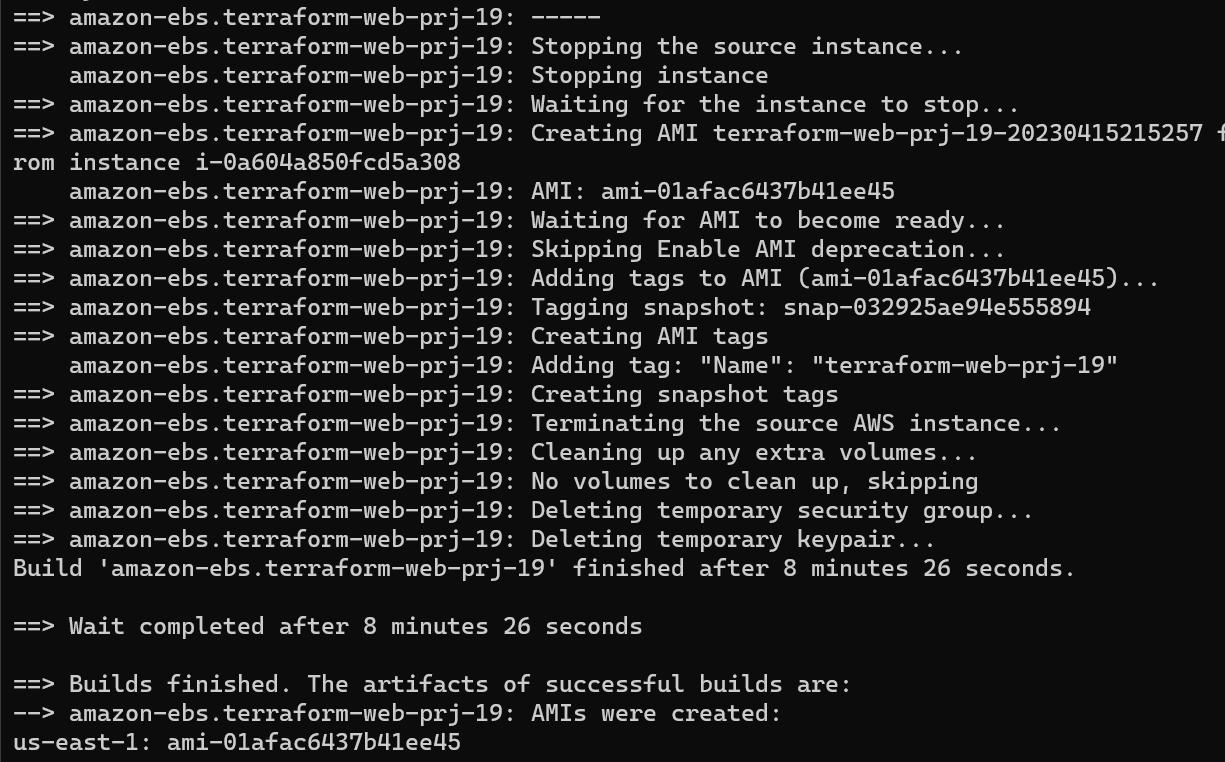 ==> amazon-ebs.terraform-web-prj-19: -----
==> amazon-ebs.terraform-web-prj-19: Stopping the source instance...
    amazon-ebs.terraform-web-prj-19: Stopping instance
==> amazon-ebs.terraform-web-prj-19: Waiting for the instance to stop...
==> amazon-ebs.terraform-web-prj-19: Creating AMI terraform-web-prj-19-20230415215257 f
rom instance i-0a604a850fcd5a308
    amazon-ebs.terraform-web-prj-19: AMI: ami-01afac6437b41ee45
==> amazon-ebs.terraform-web-prj-19: Waiting for AMI to become ready...
==> amazon-ebs.terraform-web-prj-19: Skipping Enable AMI deprecation...
==> amazon-ebs.terraform-web-prj-19: Adding tags to AMI (ami-01afac6437b41ee45)...
==> amazon-ebs.terraform-web-prj-19: Tagging snapshot: snap-032925ae94e555894
==> amazon-ebs.terraform-web-prj-19: Creating AMI tags
    amazon-ebs.terraform-web-prj-19: Adding tag: "Name": "terraform-web-prj-19"
==> amazon-ebs.terraform-web-prj-19: Creating snapshot tags
==> amazon-ebs.terraform-web-prj-19: Terminating the source AWS instance...
==> amazon-ebs.terraform-web-prj-19: Cleaning up any extra volumes...
==> amazon-ebs.terraform-web-prj-19: No volumes to clean up, skipping
==> amazon-ebs.terraform-web-prj-19: Deleting temporary security group...
==> amazon-ebs.terraform-web-prj-19: Deleting temporary keypair...
Build 'amazon-ebs.terraform-web-prj-19' finished after 8 minutes 26 seconds.

==> Wait completed after 8 minutes 26 seconds

==> Builds finished. The artifacts of successful builds are:
--> amazon-ebs.terraform-web-prj-19: AMIs were created:
us-east-1: ami-01afac6437b41ee45